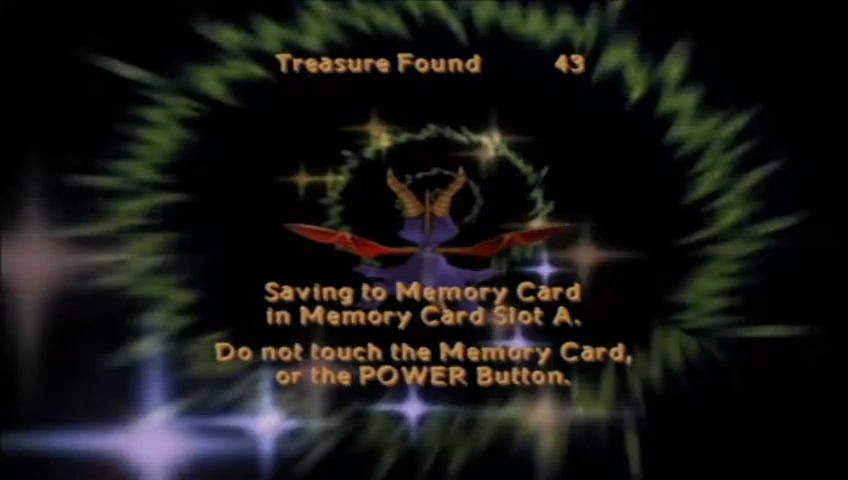 Treasure Found 43
Saving to Memory Card
in Memory Card Slot A.
Do not touch the Memory Card,
or the POWER Button.